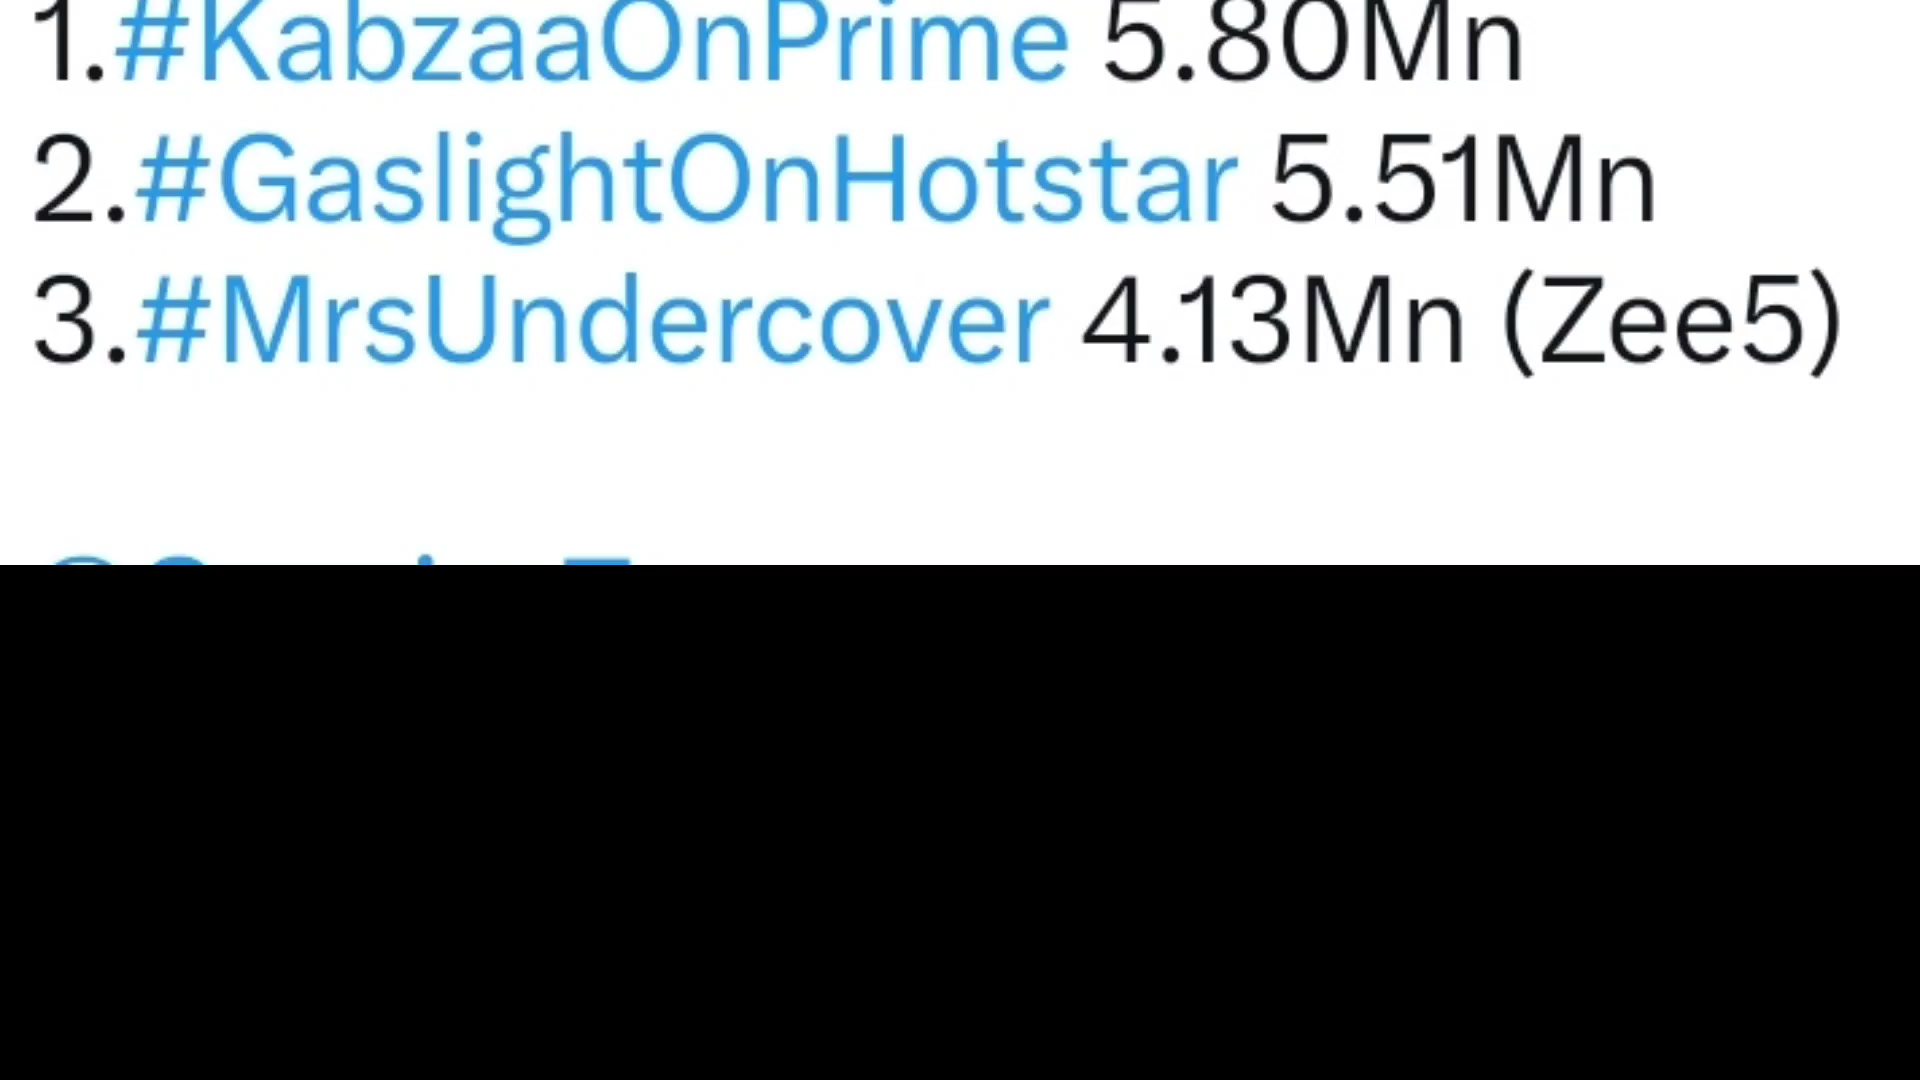 1.#KabzaaOnPrime 5.80Mn
2.#GaslightOnHotstar 5.51Mn
3.#MrsUndercover 4.13Mn (Zee5)